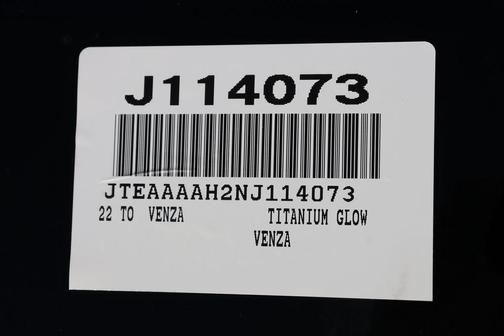 J114073
JTEAAAAH2NJ114073
22 TO VENZA TITANIUM GLOW
VENZA